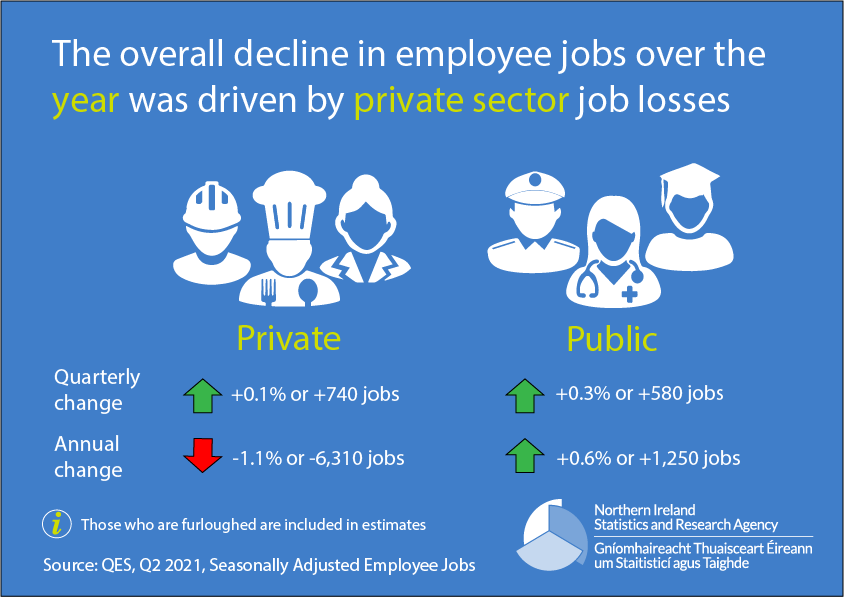 The overall decline in employee jobs over the
year was driven by private sector job losses
Private
Public
Quarterly
change
+0.1% or +740 jobs
+0.3% or +580 jobs
Annual
change
-1.1% or -6,310 jobs
+0.6% or +1,250 jobs
i Those who are furloughed are included in estimates
Source: QES, Q2 2021, Seasonally Adjusted Employee Jobs
Northern Ireland
Statistics and Research Agency
Gníomhaireacht Thuaisceart Éireann
um Staitisticí agus Taighde